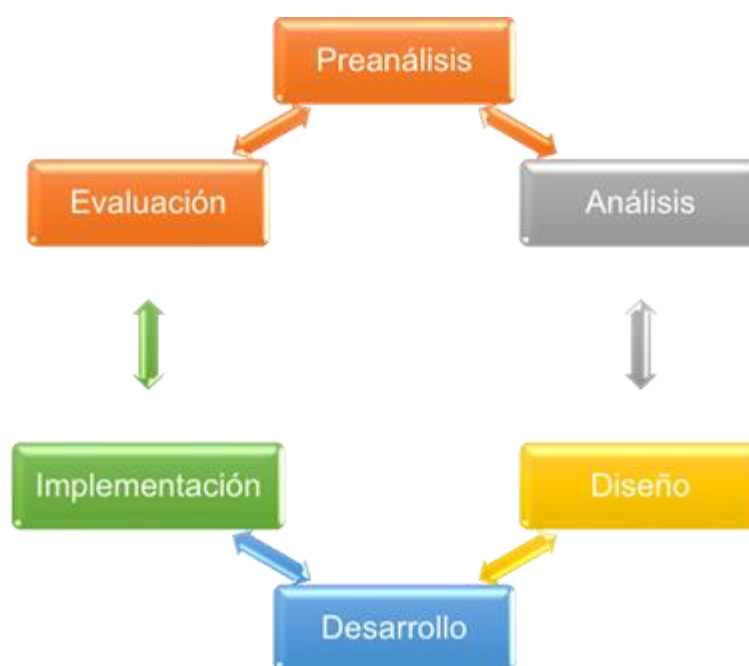 Preanálisis
Evaluación
Análisis
Implementación
Diseño
Desarrollo